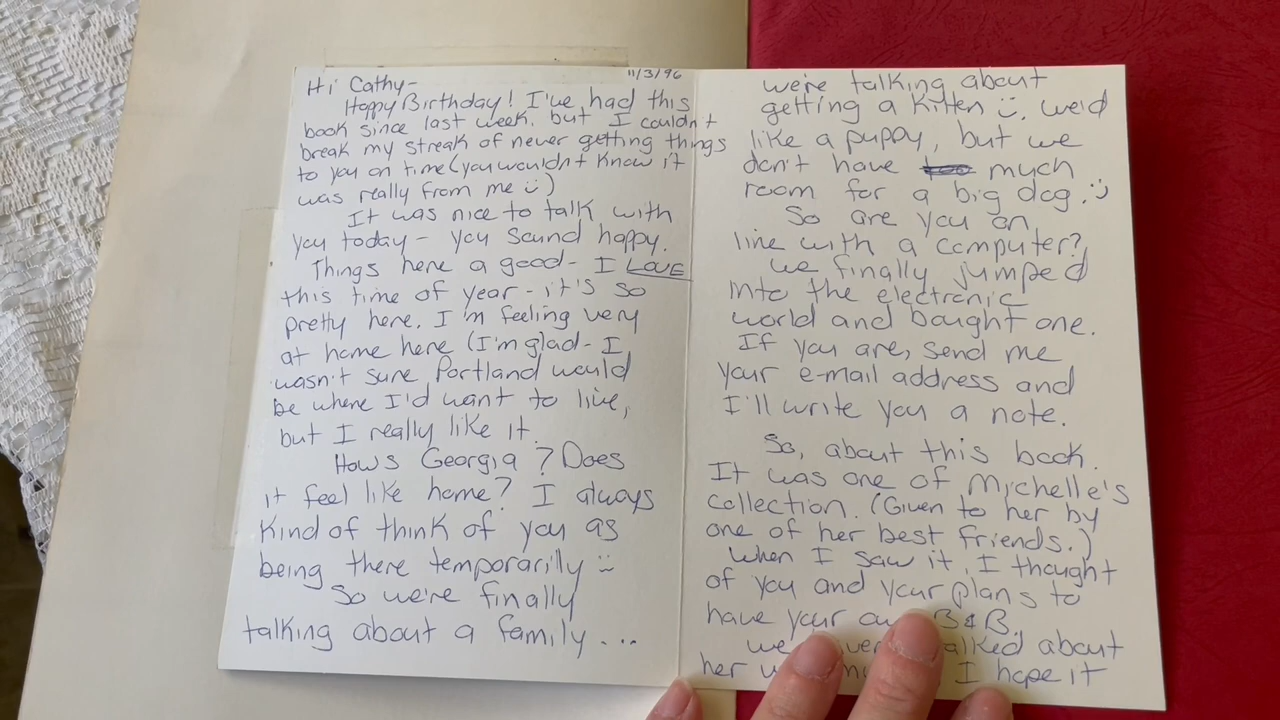 11/3/96
Hi Cathy-
Happy Birthday! I've had this
book since last week, but I couldn't
break my streak of never getting things
to you on time (you wouldn't know it
was really from me :))
It was nice to talk with
you today - you sound happy.
Things here a good - I LOVE
this time of year - it's so
pretty here. I'm feeling very
at home here (I'm glad - I
wasn't sure Portland would
be where I'd want to live,
but I really like it.
How's Georgia? Does
it feel like home? I always
kind of think of you as
being there temporarily :)
So we're finally
talking about a family...
we're talking about
getting a kitten :). we'd
like a puppy, but we
don't have much
room for a big dog. :)
So are you on
line with a computer?
we finally jumped
into the electronic
world and bought one.
If you are, send me
your e-mail address and
I'll write you a note.
So, about this book.
It was one of Michelle's
collection. (Given to her by
one of her best friends.)
When I saw it, I thought
of you and your plans to
have your B & B.
we about
her I hope it